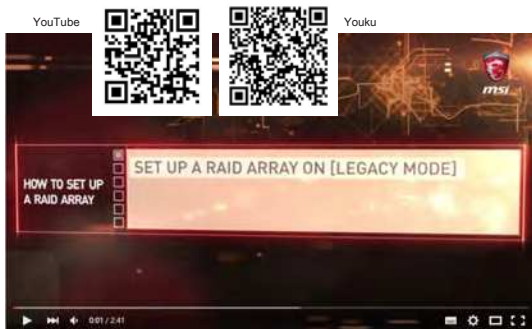 YouTube
Youku
msi
SET UP A RAID ARRAY ON [LEGACY MODE]
HOW TO SET UP
A RAID ARRAY
0:01 / 2:41